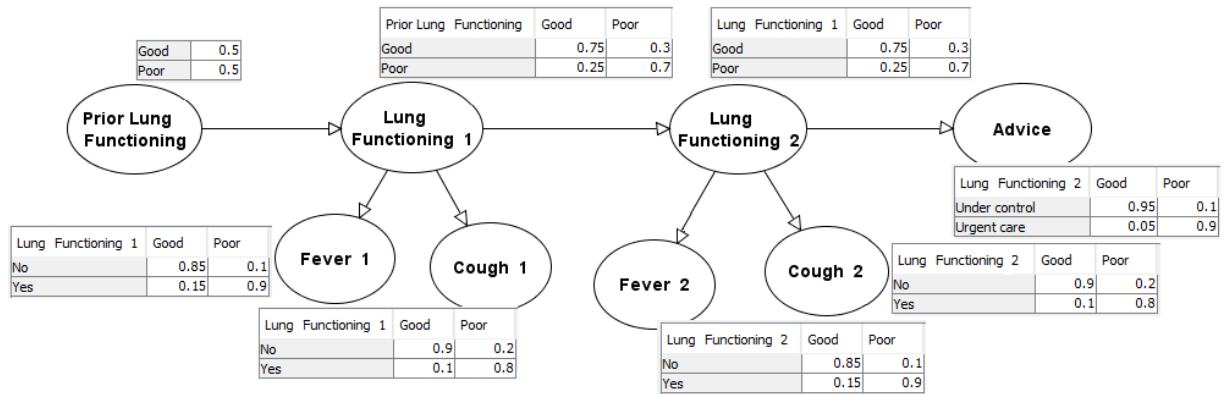 Good 0.5
Poor 0.5
Prior Lung Functioning Good Poor
Good 0.75 0.3
Poor 0.25 0.7
Lung Functioning 1 Good Poor
Good 0.75 0.3
Poor 0.25 0.7
Prior Lung
Functioning
Lung
Functioning 1
Lung
Functioning 2
Advice
Lung Functioning 2 Good Poor
Under control 0.95 0.1
Urgent care 0.05 0.9
Lung Functioning 1 Good Poor
No 0.85 0.1
Yes 0.15 0.9
Fever 1
Cough 1
Fever 2
Cough 2
Lung Functioning 2 Good Poor
No 0.9 0.2
Yes 0.1 0.8
Lung Functioning 1 Good Poor
No 0.9 0.2
Yes 0.1 0.8
Lung Functioning 2 Good Poor
No 0.85 0.1
Yes 0.15 0.9